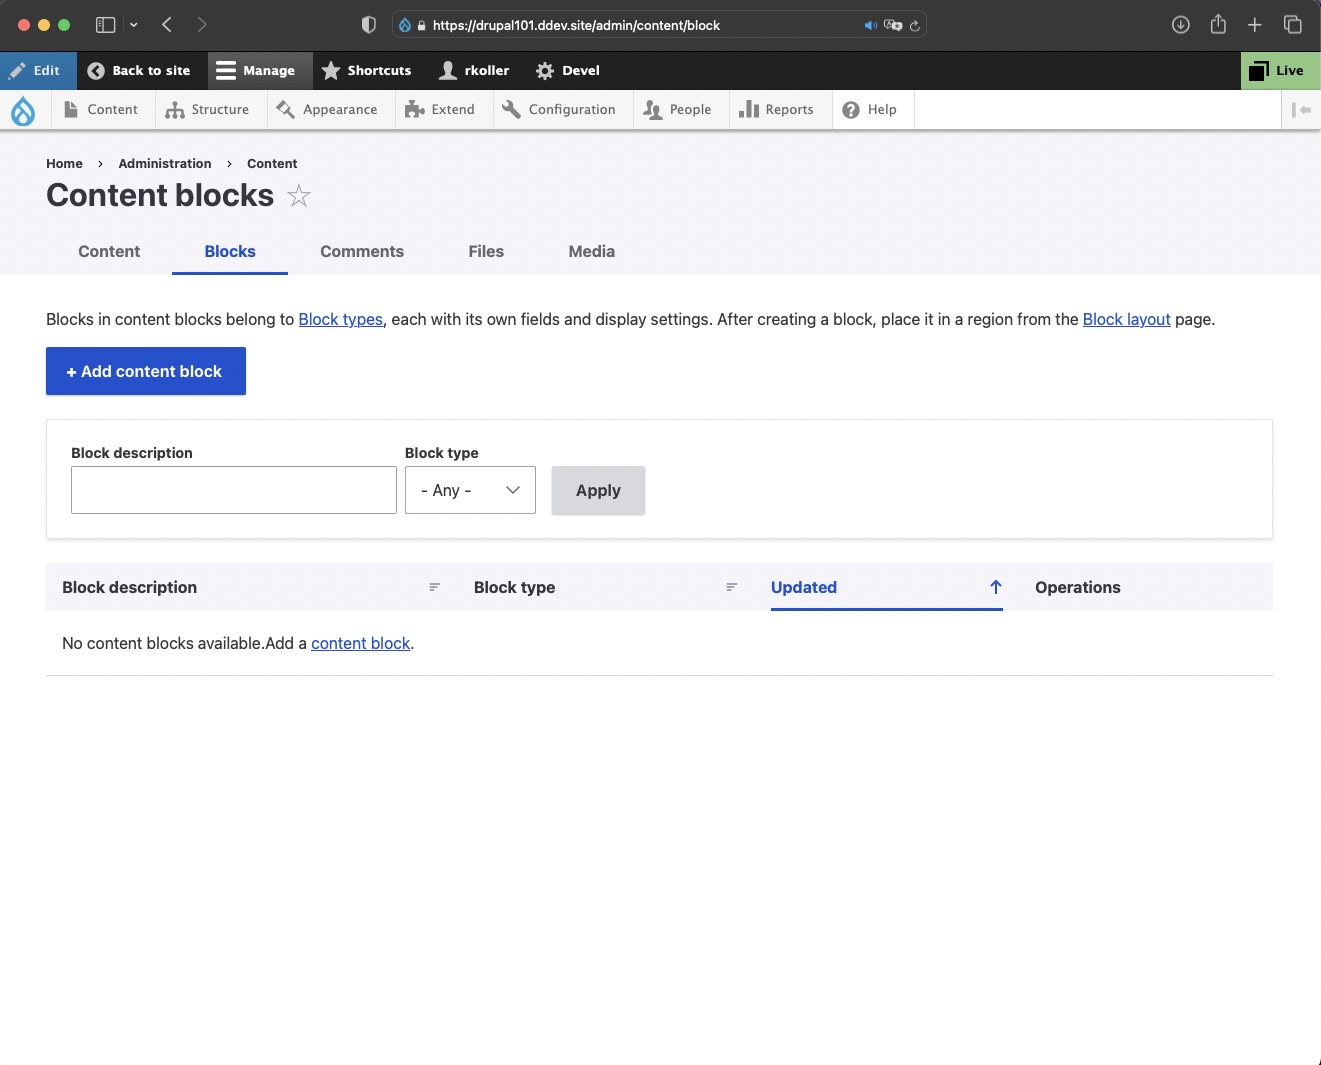 https://drupal101.ddev.site/admin/content/block
Edit Back to site Manage Shortcuts rkoller Devel Live
Content Structure Appearance Extend Configuration People Reports Help
Home › Administration › Content
Content blocks
Content Blocks Comments Files Media
Blocks in content blocks belong to Block types, each with its own fields and display settings. After creating a block, place it in a region from the Block layout page.
+ Add content block
Block description Block type
- Any - Apply
Block description Block type Updated Operations
No content blocks available.Add a content block.